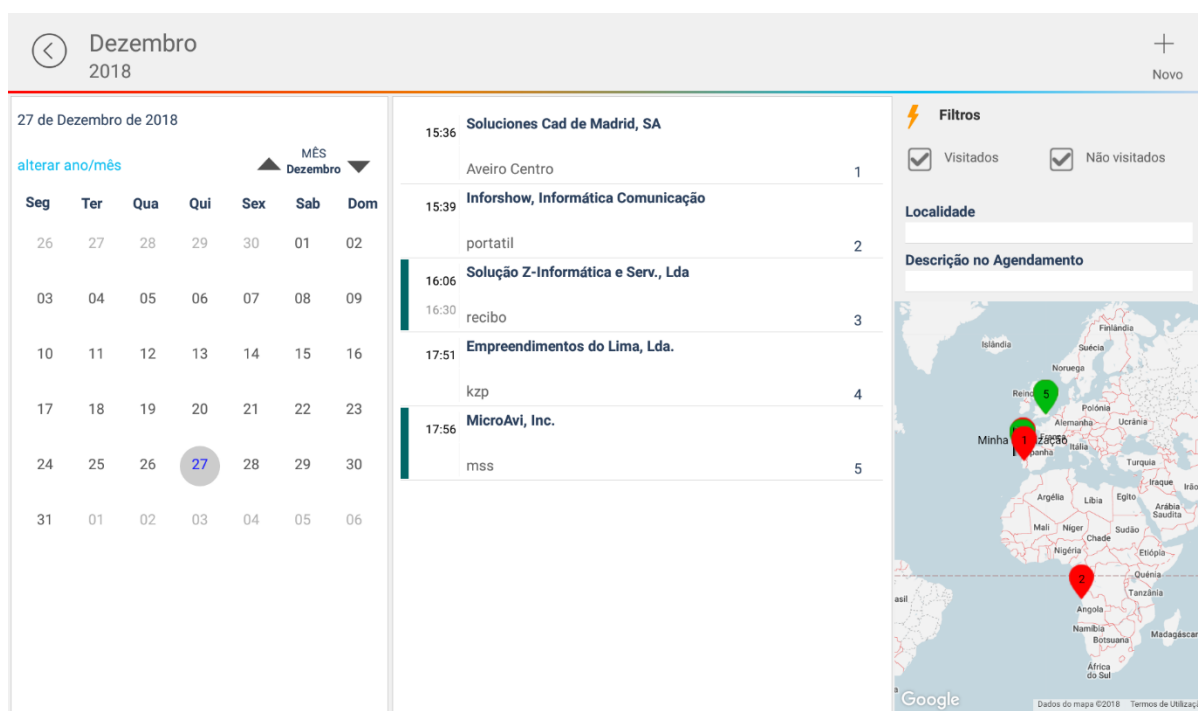 Dezembro
2018
Novo
27 de Dezembro de 2018
alterar ano/mês
MÊS
Dezembro
Seg Ter Qua Qui Sex Sab Dom
26 27 28 29 30 01 02
03 04 05 06 07 08 09
10 11 12 13 14 15 16
17 18 19 20 21 22 23
24 25 26 27 28 29 30
31 01 02 03 04 05 06
15:36 Soluciones Cad de Madrid, SA
Aveiro Centro 1
15:39 Inforshow, Informática Comunicação
portatil 2
16:06 Solução Z-Informática e Serv., Lda
16:30 recibo 3
17:51 Empreendimentos do Lima, Lda.
kzp 4
17:56 MicroAvi, Inc.
mss 5
Filtros
Visitados Não visitados
Localidade
Descrição no Agendamento
Finlândia
Islândia
Suécia
Noruega
5
Polónia
Alemanha Ucrânia
Minha 1
Itália
Turquia
Iraque
Argélia Líbia Egito
Arábia
Saudita
Mali Níger Sudão
Chade
Nigéria Etiópia
Quénia
2
Tanzânia
Angola
Namíbia
Botsuana Madagáscar
África
do Sul
Google
Dados do mapa ©2018 Termos de Utilizaç